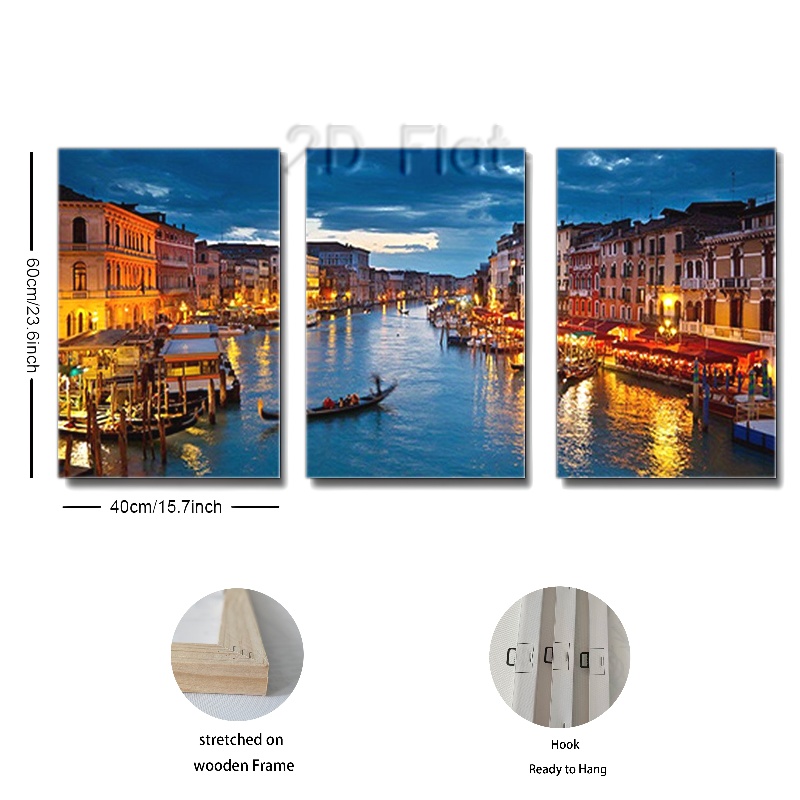 2D Flat
60cm/23.6inch
40cm/15.7inch
stretched on
wooden Frame
Hook
Ready to Hang